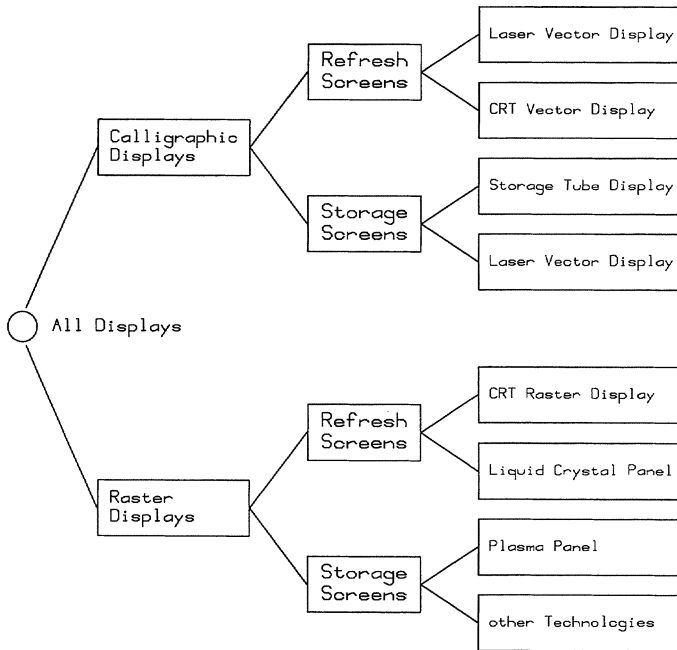 Laser Vector Display
Refresh
Screens
CRT Vector Display
Calligraphic
Displays
Storage Tube Display
Storage
Screens
Laser Vector Display
All Displays
CRT Raster Display
Refresh
Screens
Liquid Crystal Panel
Raster
Displays
Plasma Panel
Storage
Screens
other Technolgies